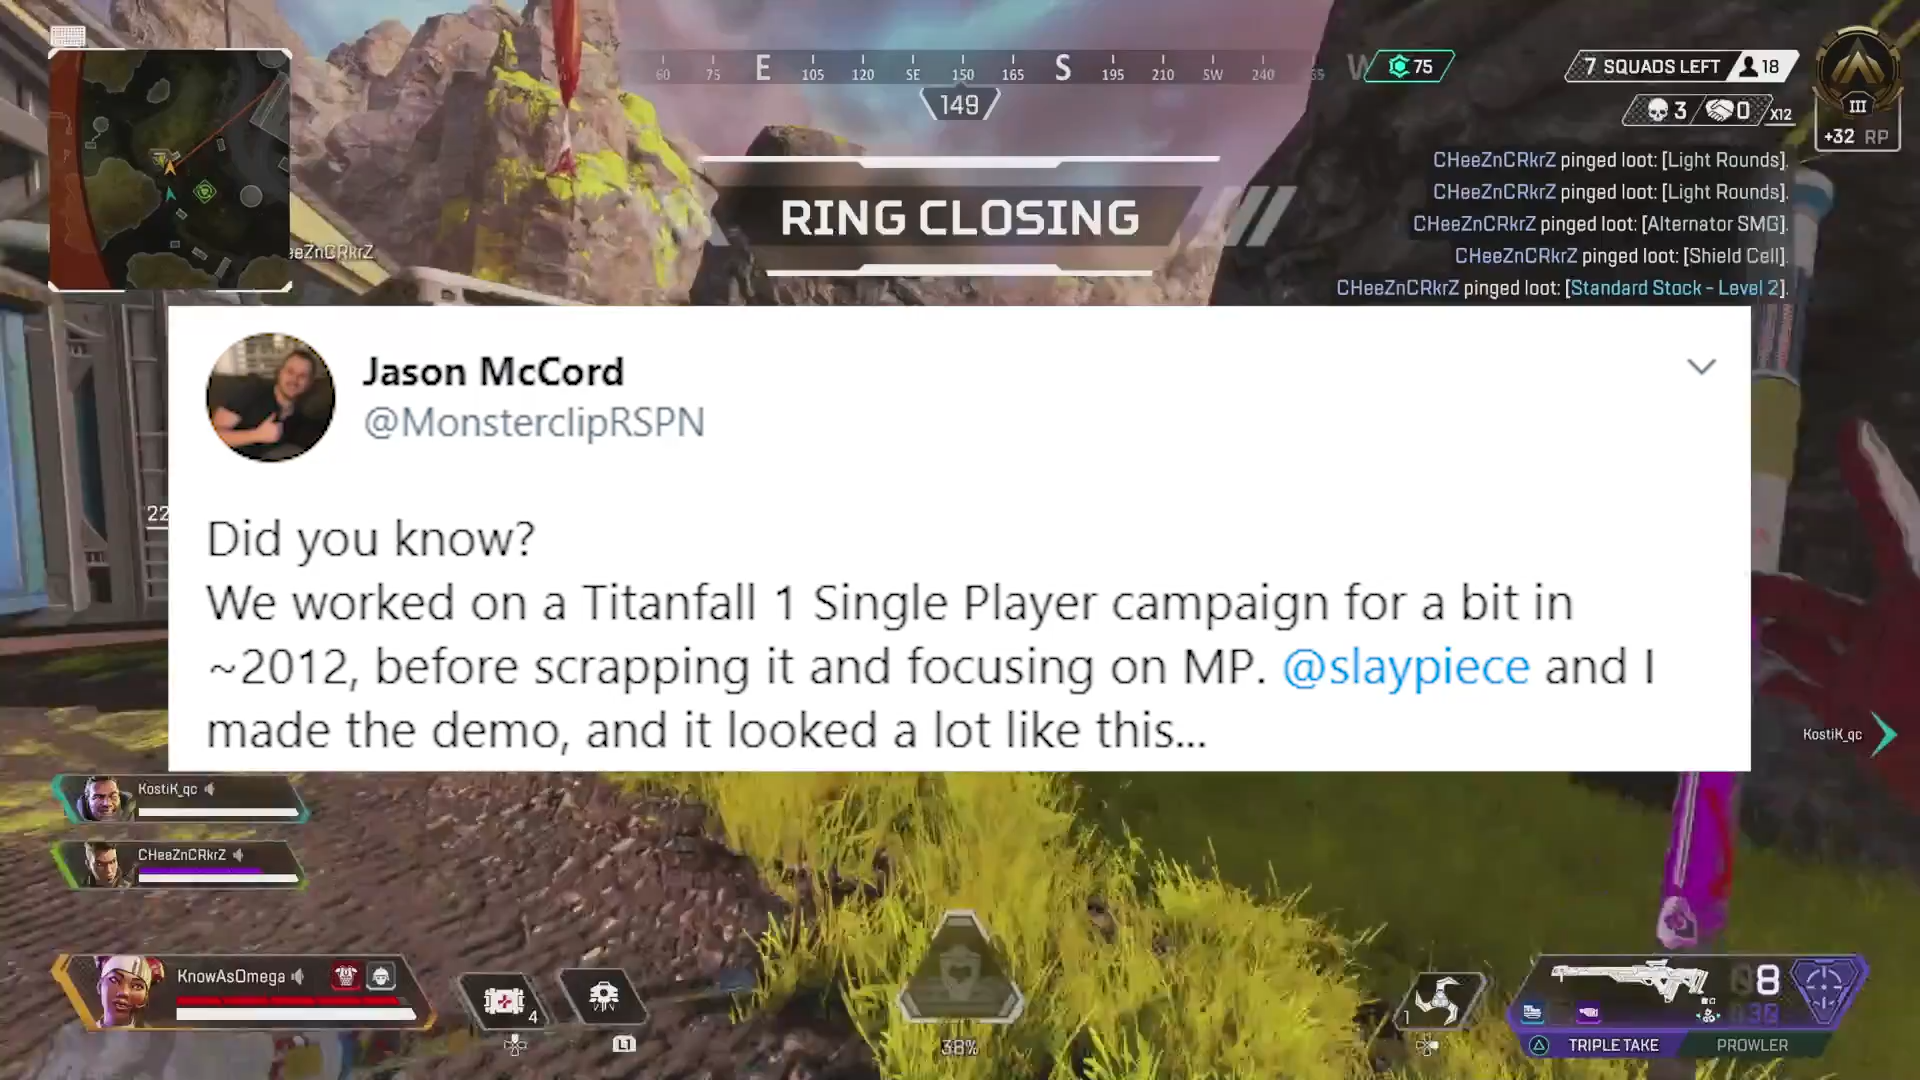 60 75 E 105 120 SE 150 165 S 195 210 SW 240 W
149
75
7 SQUADS LEFT 18
3 0 X12
III
+32 RP
RING CLOSING
CHeeZnCRkrZ pinged loot: [Light Rounds].
CHeeZnCRkrZ pinged loot: [Light Rounds].
CHeeZnCRkrZ pinged loot: [Alternator SMG].
CHeeZnCRkrZ pinged loot: [Shield Cell].
CHeeZnCRkrZ pinged loot: [Standard Stock - Level 2].
eeZnCRkrZ
Jason McCord
@MonsterclipRSPN
22
Did you know?
We worked on a Titanfall 1 Single Player campaign for a bit in
~2012, before scrapping it and focusing on MP. @slaypiece and I
made the demo, and it looked a lot like this...
KostiK_qc
KostiK_qc
CHeeZnCRkrZ
KnowAsOmega
4
L1
38%
1
8
TRIPLE TAKE PROWLER